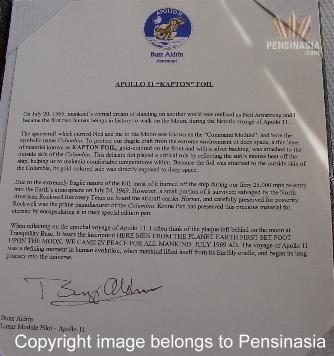 PENSINASIA
PENSINASIA.COM
APOLLO 11
Buzz Aldrin
Astronaut
APOLLO 11 "KAPTON" FOIL
On July 20, 1969, mankind's eternal dream of standing on another world was realized as Neil Armstrong and I
became the first two human beings in history to walk on the Moon, during the historic voyage of Apollo 11.
The spacecraft which carried Neil and me to the Moon was known as the "Command Module", and bore the
symbolic name Columbia. To protect our fragile craft from the extreme environment of deep space, a thin layer
of material known as KAPTON FOIL, gold-colored on the front and with a silver backing, was attached to the
outside skin of the Columbia. This delicate foil played a critical role by reflecting the sun's intense heat off the
ship, helping us to maintain comfortable temperatures within. Because the foil was attached to the outside skin of
the Columbia, its gold-colored side was directly exposed to deep space.
Due to the extremely fragile nature of the foil, most of it burned off the ship during our fiery 25,000 mph re-entry
into the Earth's atmosphere on July 24, 1969. However, a small portion of it survived, salvaged by the North
American Rockwell Recovery Team on board the aircraft carrier Hornet, and carefully preserved for posterity.
Rockwell was the prime manufacturer of the Columbia. Krone Pen has preserved this precious material for
eternity by encapsulating it in their special edition pen.
When reflecting on the epochal voyage of Apollo 11, I often think of the plaque left behind on the moon at
Tranquility Base. It bears the inscription HERE MEN FROM THE PLANET EARTH FIRST SET FOOT
UPON THE MOON. WE CAME IN PEACE FOR ALL MANKIND. JULY 1969 AD. The voyage of Apollo 11
was a defining moment in human evolution, when mankind lifted itself from its Earthly cradle, and began its long
journey into the universe.
Buzz Aldrin
Buzz Aldrin
Lunar Module Pilot - Apollo 11
Copyright image belongs to Pensinasia